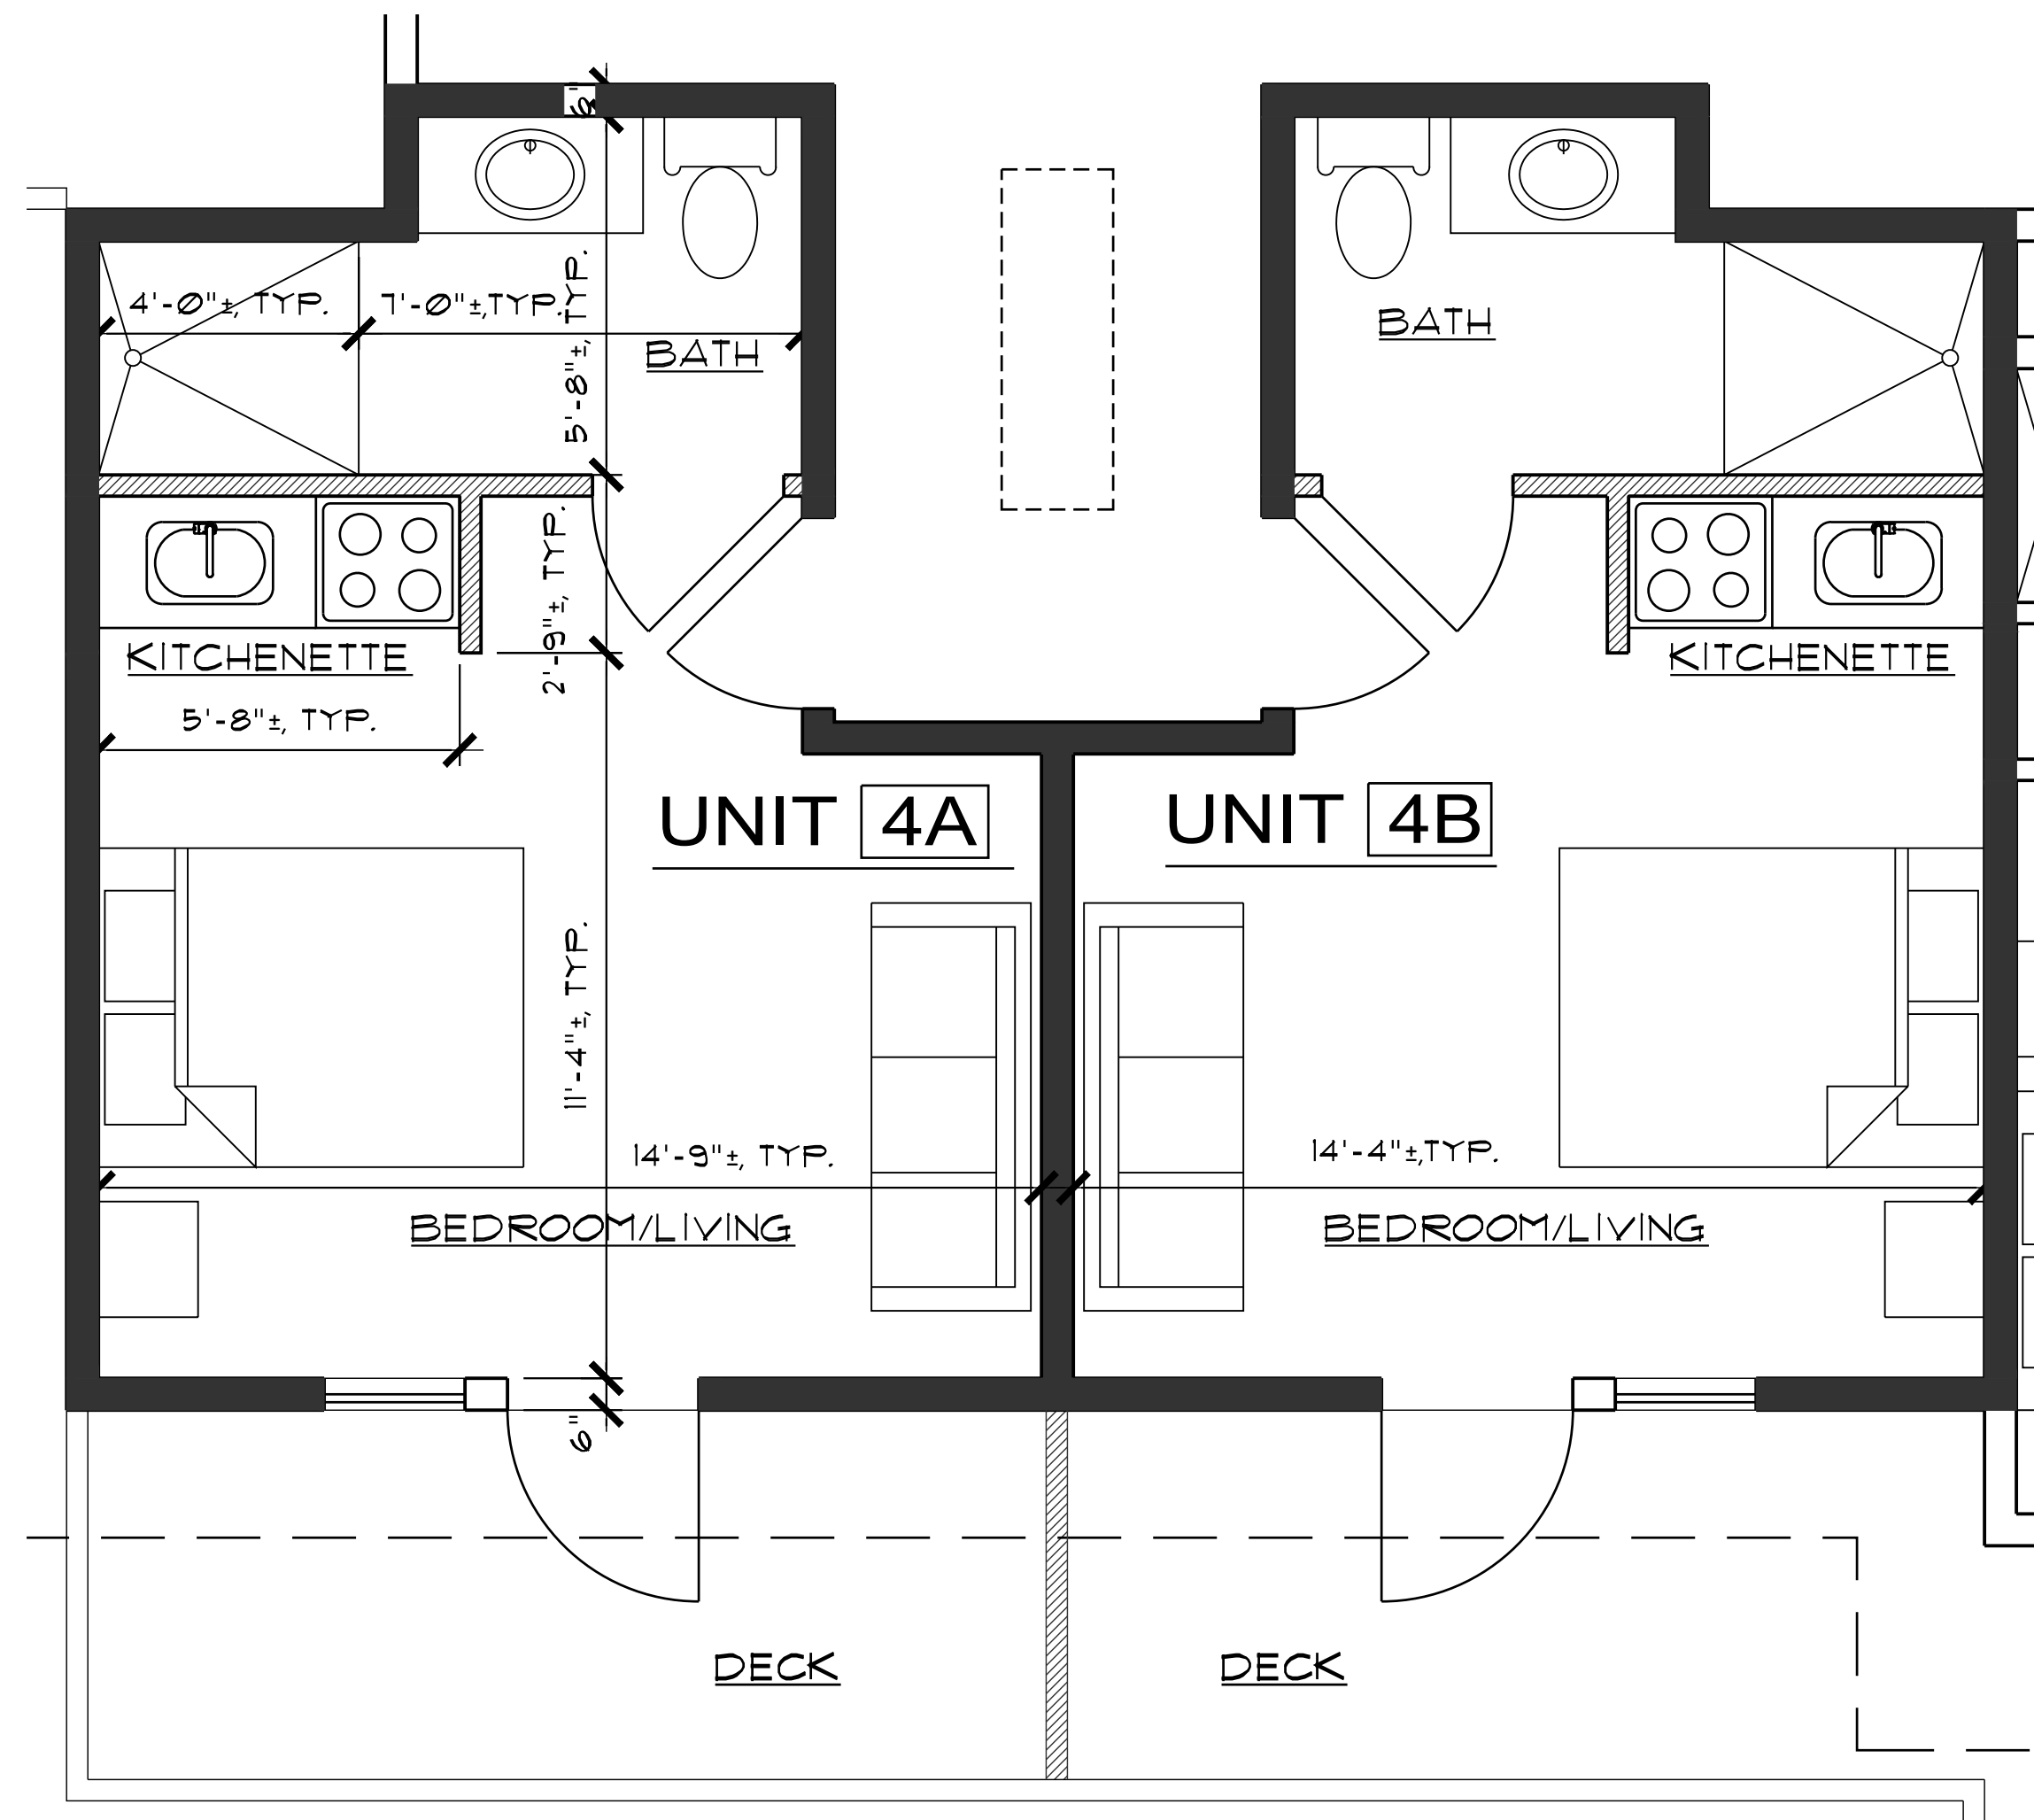 6"
4'-0"±, TYP.
7'-0"±,TYP.
5'-8"±, TYP.
BATH
BATH
2'-9"±, TYP.
KITCHENETTE
KITCHENETTE
5'-8"±, TYP.
UNIT 4A
UNIT 4B
11'-4"±, TYP.
14'-9"±, TYP.
14'-4"±,TYP.
BEDROOM/LIVING
BEDROOM/LIVING
6"
DECK
DECK